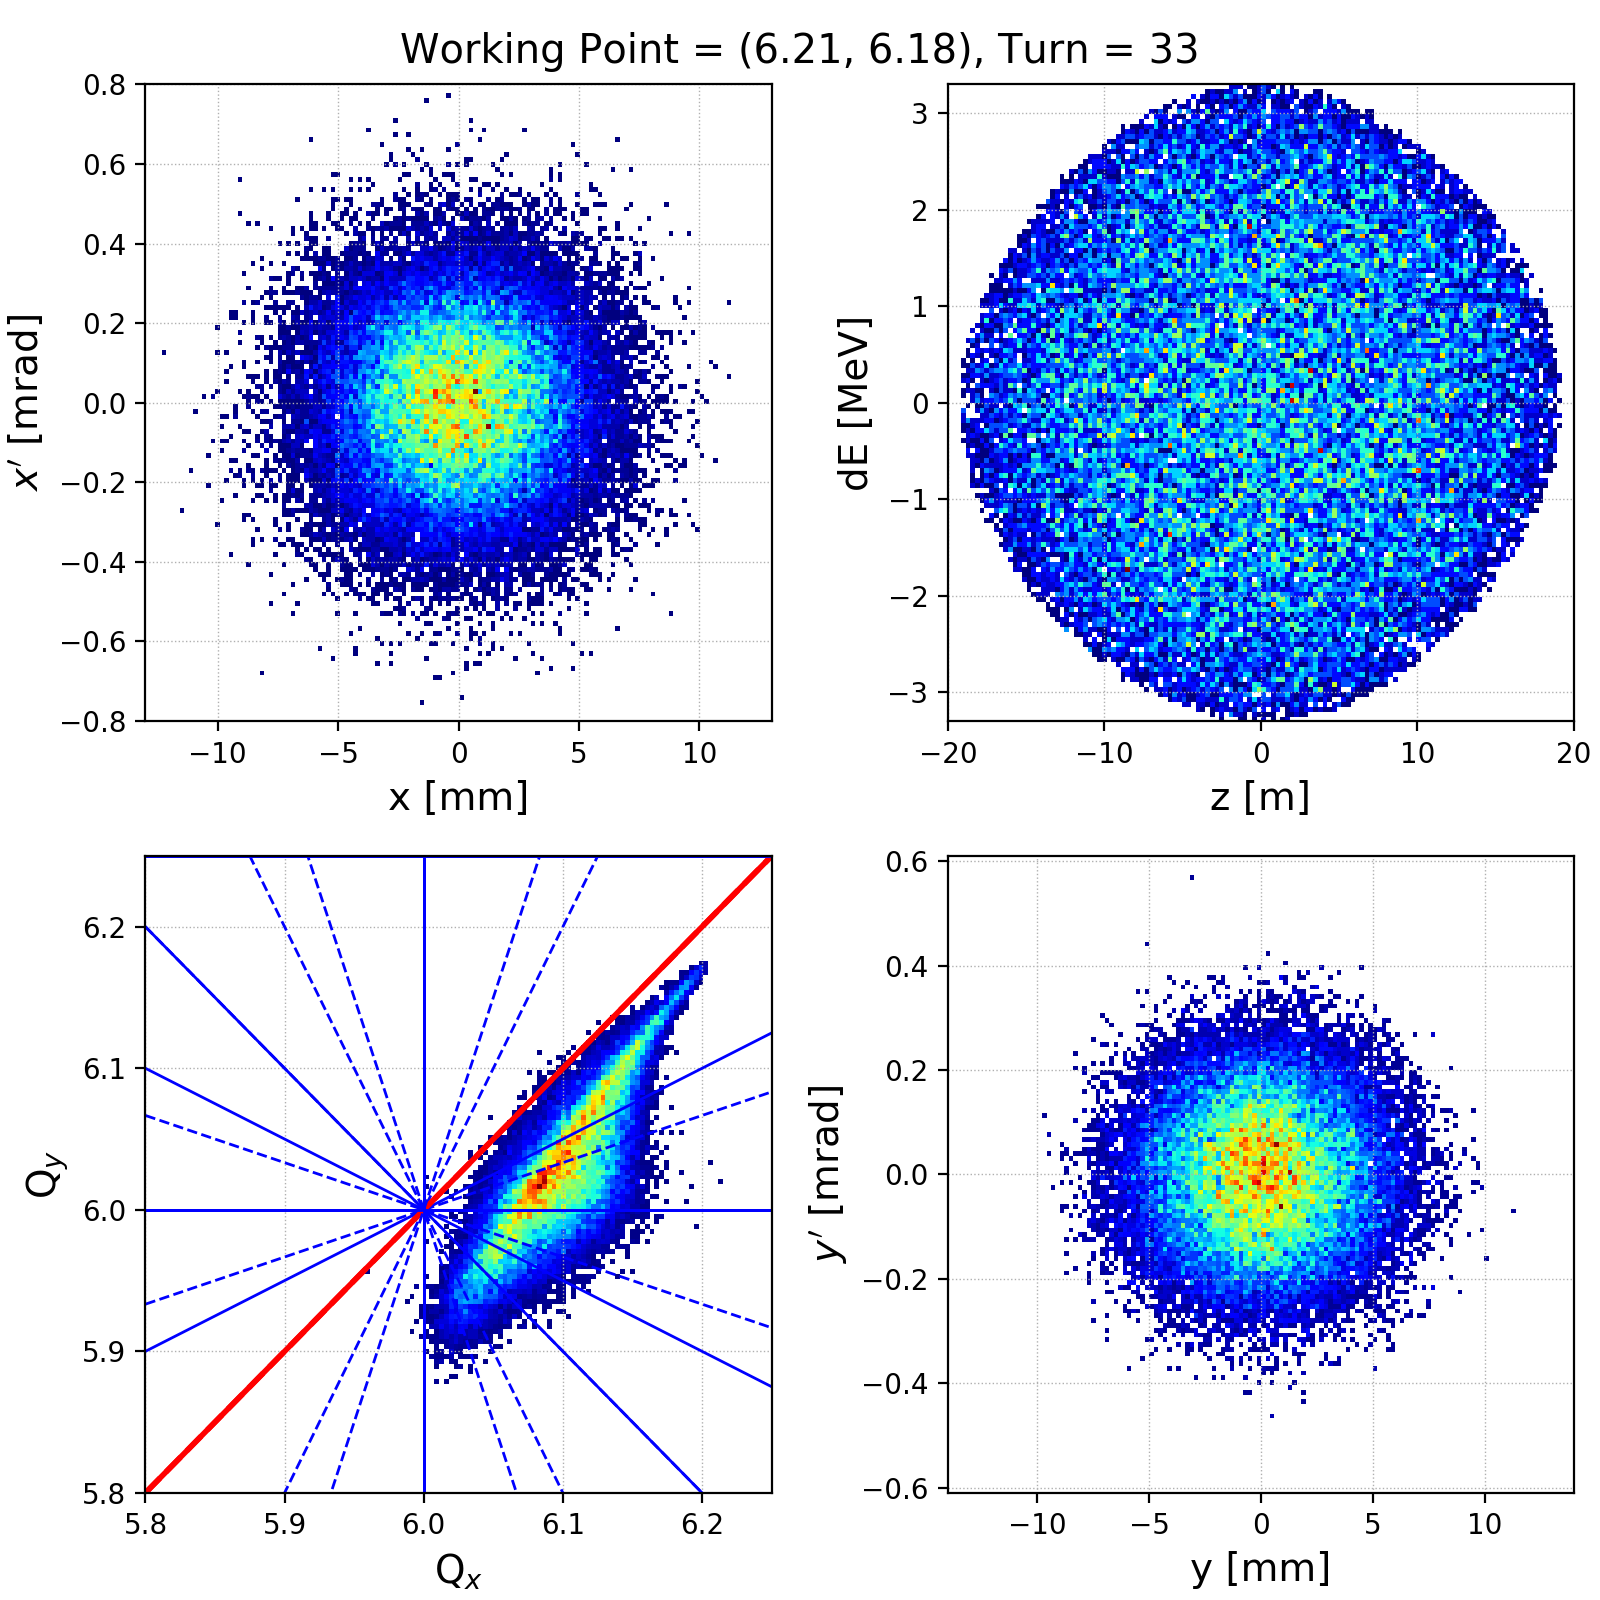 Working Point = (6.21, 6.18), Turn = 33
0.8
0.6
0.4
0.2
0.0
−0.2
−0.4
−0.6
−0.8
x′ [mrad]
−10 −5 0 5 10
x [mm]
3
2
1
0
−1
−2
−3
dE [MeV]
−20 −10 0 10 20
z [m]
6.2
6.1
6.0
5.9
5.8
Qy
5.8 5.9 6.0 6.1 6.2
Qx
0.6
0.4
0.2
0.0
−0.2
−0.4
−0.6
y′ [mrad]
−10 −5 0 5 10
y [mm]